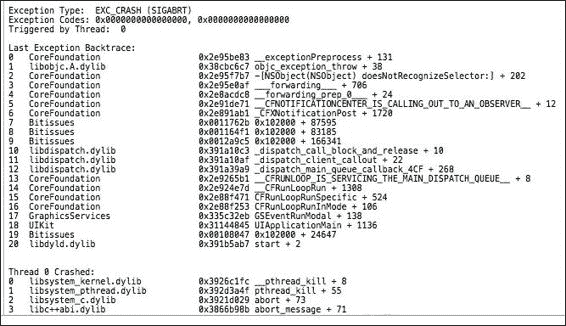 Exception Type:  EXC_CRASH (SIGABRT)
Exception Codes: 0x0000000000000000, 0x0000000000000000
Triggered by Thread:  0
Last Exception Backtrace:
0   CoreFoundation                	0x2e95be83 __exceptionPreprocess + 131
1   libobjc.A.dylib               	0x38cbc6c7 objc_exception_throw + 38
2   CoreFoundation                	0x2e95f7b7 -[NSObject(NSObject) doesNotRecognizeSelector:] + 202
3   CoreFoundation                	0x2e95e0af ___forwarding___ + 706
4   CoreFoundation                	0x2e8acdc8 __forwarding_prep_0___ + 24
5   CoreFoundation                	0x2e91de71 __CFNOTIFICATIONCENTER_IS_CALLING_OUT_TO_AN_OBSERVER__ + 12
6   CoreFoundation                	0x2e891ab1 _CFXNotificationPost + 1720
7   Bitissues                     	0x0011762b 0x102000 + 87595
8   Bitissues                     	0x001164f1 0x102000 + 83185
9   Bitissues                     	0x0012a9c5 0x102000 + 166341
10  libdispatch.dylib             	0x391a10c3 _dispatch_call_block_and_release + 10
11  libdispatch.dylib             	0x391a10af _dispatch_client_callout + 22
12  libdispatch.dylib             	0x391a39a9 _dispatch_main_queue_callback_4CF + 268
13  CoreFoundation                	0x2e9265b1 __CFRUNLOOP_IS_SERVICING_THE_MAIN_DISPATCH_QUEUE__ + 8
14  CoreFoundation                	0x2e924e7d __CFRunLoopRun + 1308
15  CoreFoundation                	0x2e88f471 CFRunLoopRunSpecific + 524
16  CoreFoundation                	0x2e88f253 CFRunLoopRunInMode + 106
17  GraphicsServices              	0x335c32eb GSEventRunModal + 138
18  UIKit                         	0x31144845 UIApplicationMain + 1136
19  Bitissues                     	0x00108047 0x102000 + 24647
20  libdyld.dylib                 	0x391b5ab7 start + 2
Thread 0 Crashed:
0   libsystem_kernel.dylib        	0x3926c1fc __pthread_kill + 8
1   libsystem_pthread.dylib       	0x392d3a4f pthread_kill + 55
2   libsystem_c.dylib             	0x3921d029 abort + 73
3   libc++abi.dylib               	0x3866b98b abort_message + 71